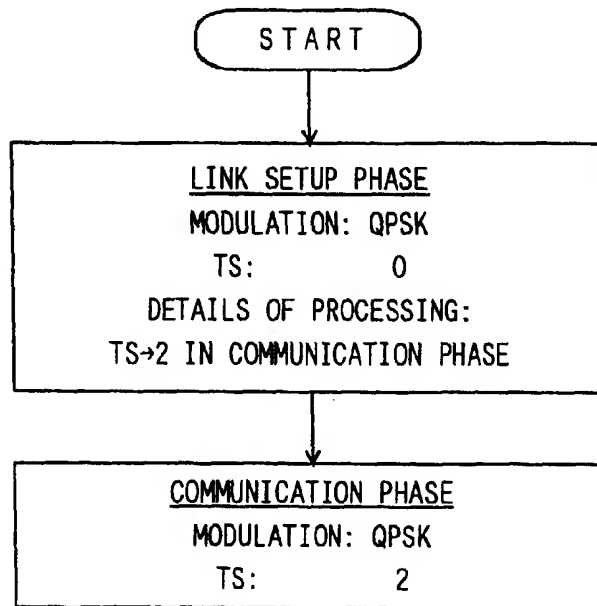 START
LINK SETUP PHASE
MODULATION: QPSK
TS: 0
DETAILS OF PROCESSING:
TS→2 IN COMMUNICATION PHASE
COMMUNICATION PHASE
MODULATION: QPSK
TS: 2